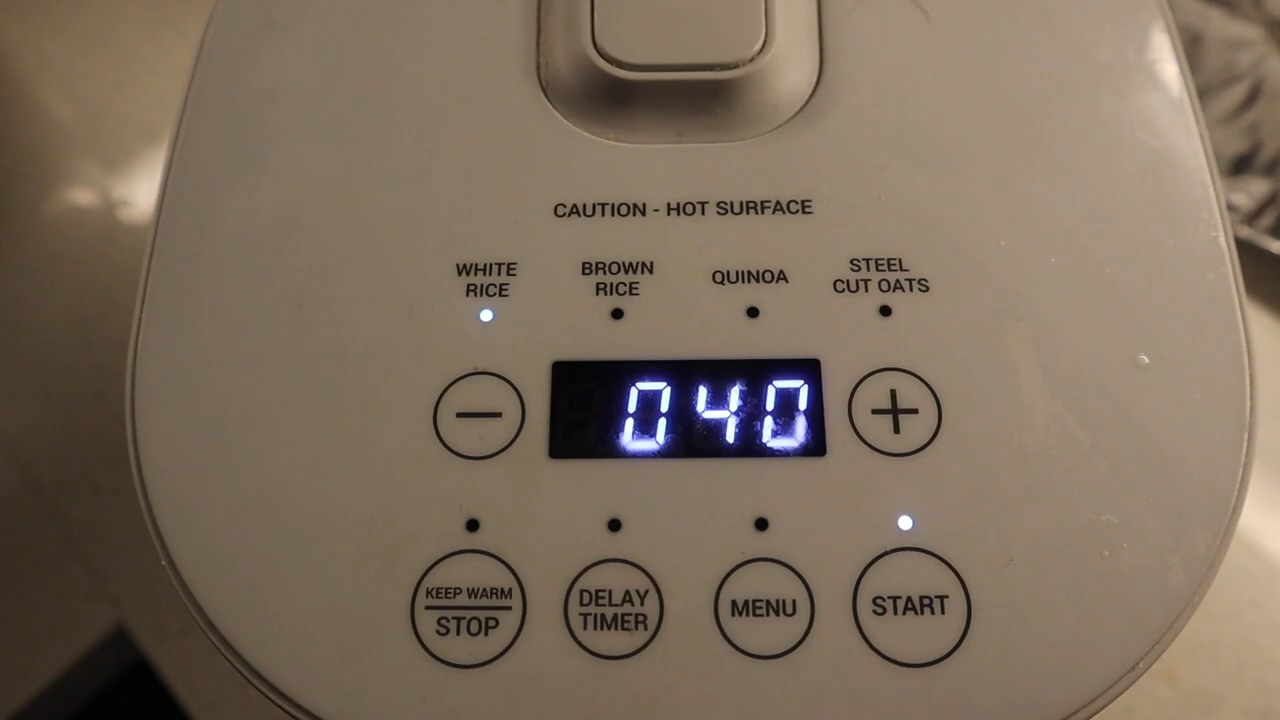 CAUTION - HOT SURFACE
WHITE
RICE
BROWN
RICE
QUINOA
STEEL
CUT OATS
040
KEEP WARM
STOP
DELAY
TIMER
MENU
START